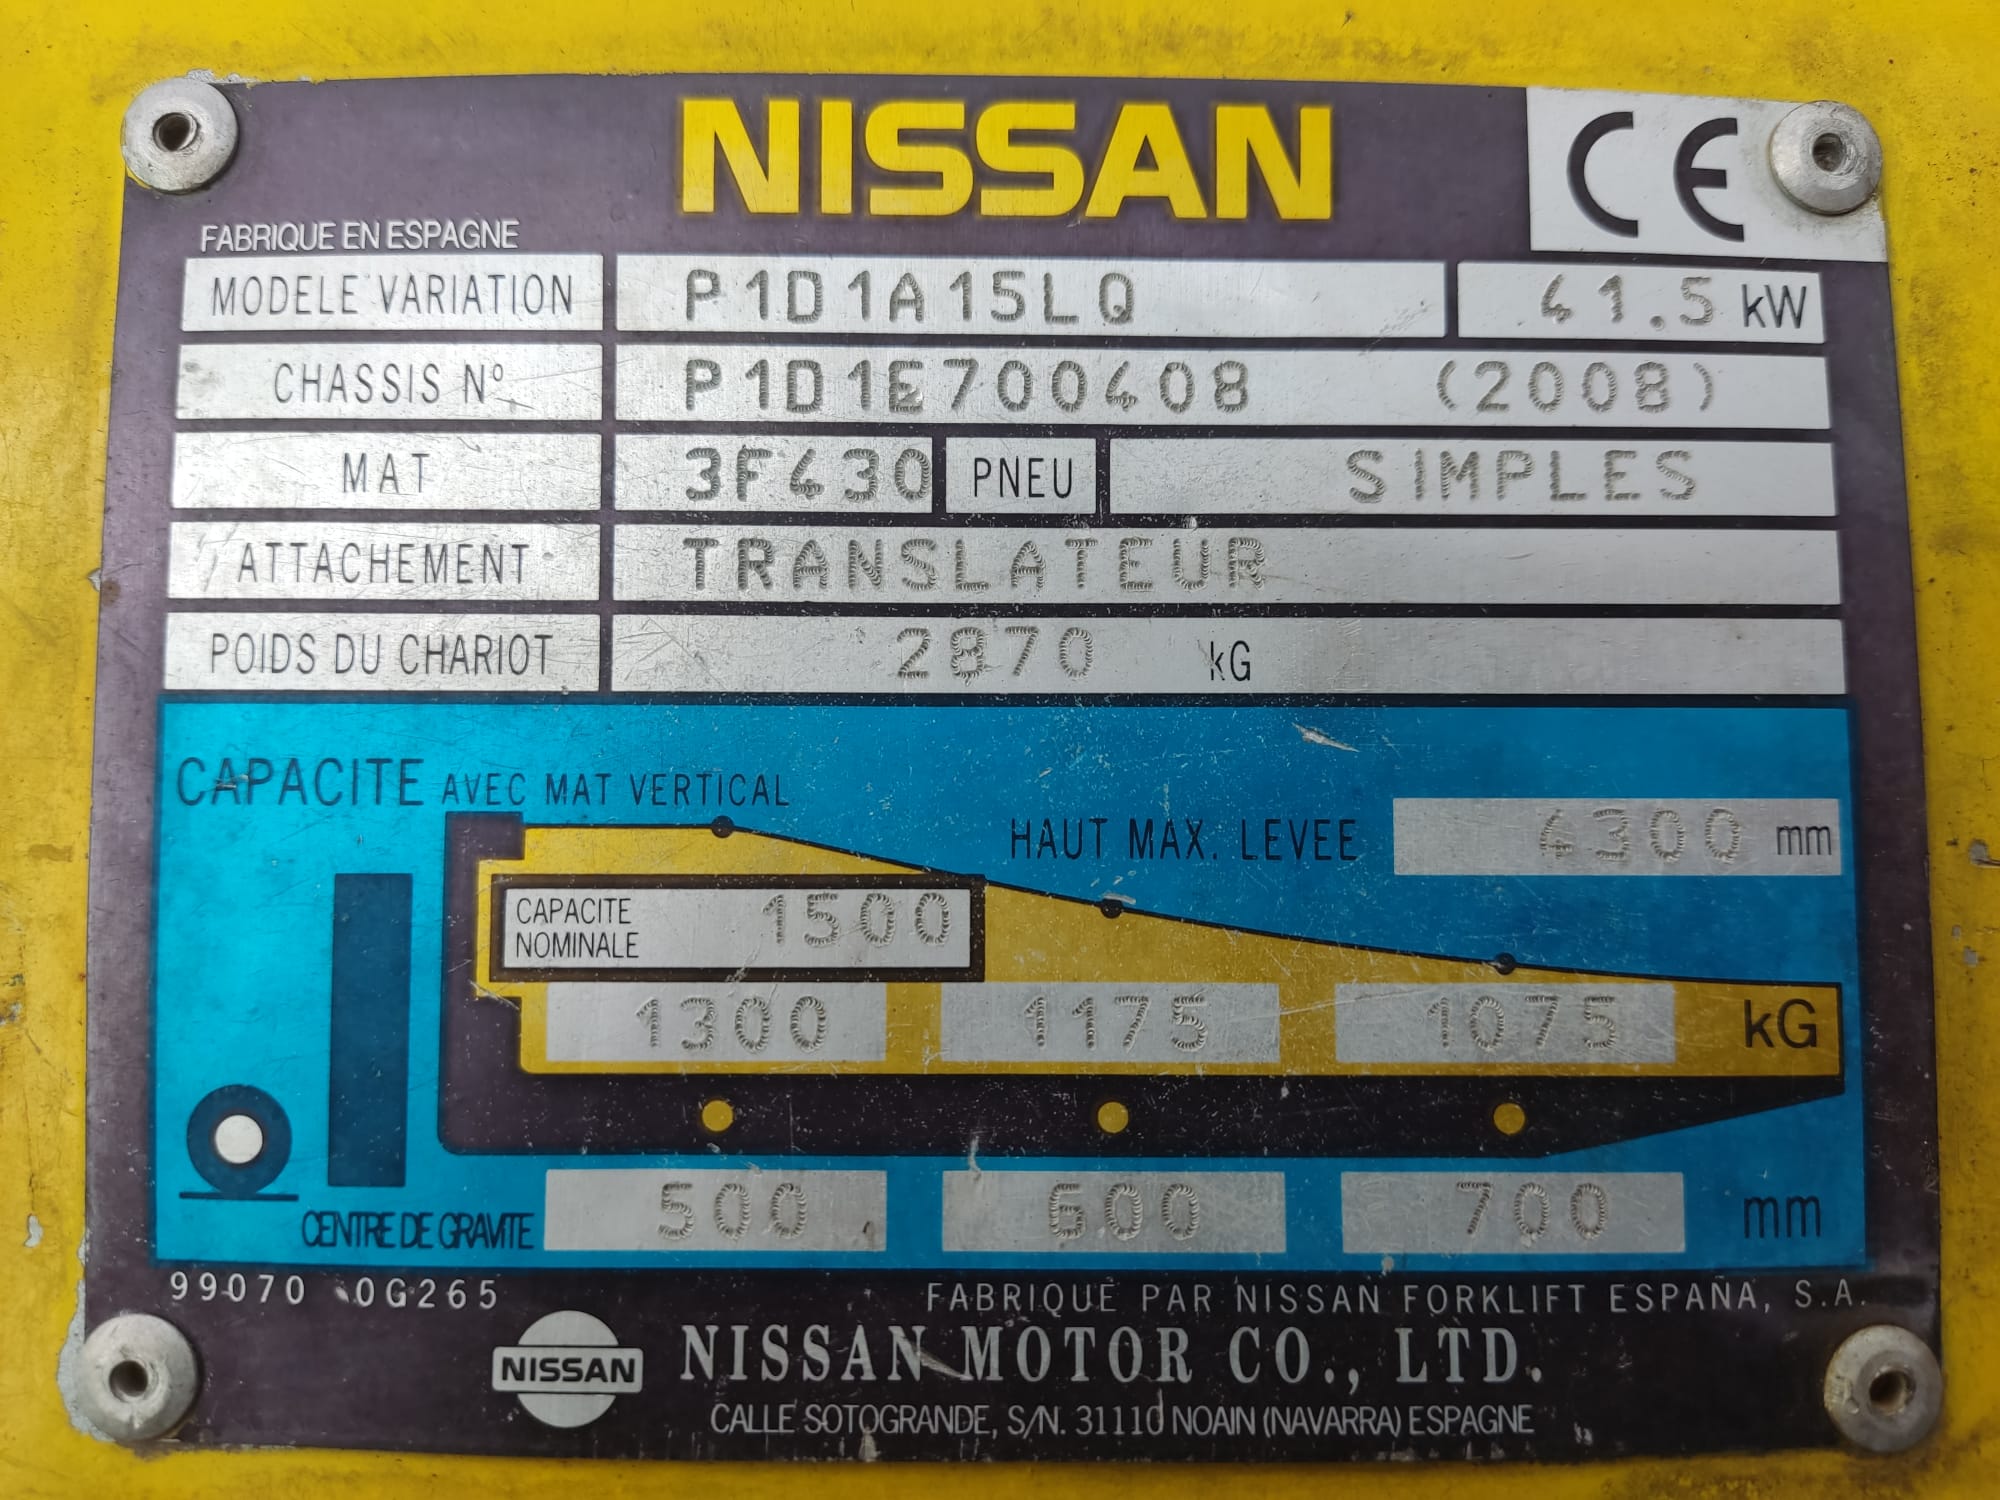 NISSAN
CE
FABRIQUE EN ESPAGNE
MODELE VARIATION P1D1A15LQ 41.5 kW
CHASSIS Nº P1D1E700408 (2008)
MAT 3F430 PNEU SIMPLES
ATTACHEMENT TRANSLATEUR
POIDS DU CHARIOT 2870 kG
CAPACITE AVEC MAT VERTICAL
HAUT MAX. LEVEE 4300 mm
CAPACITE NOMINALE 1500
1300 1175 1075 kG
CENTRE DE GRAVITE 500 600 700 mm
99070 0G265 FABRIQUE PAR NISSAN FORKLIFT ESPAÑA, S.A.
NISSAN NISSAN MOTOR CO., LTD.
CALLE SOTOGRANDE, S/N. 31110 NOAIN (NAVARRA) ESPAGNE